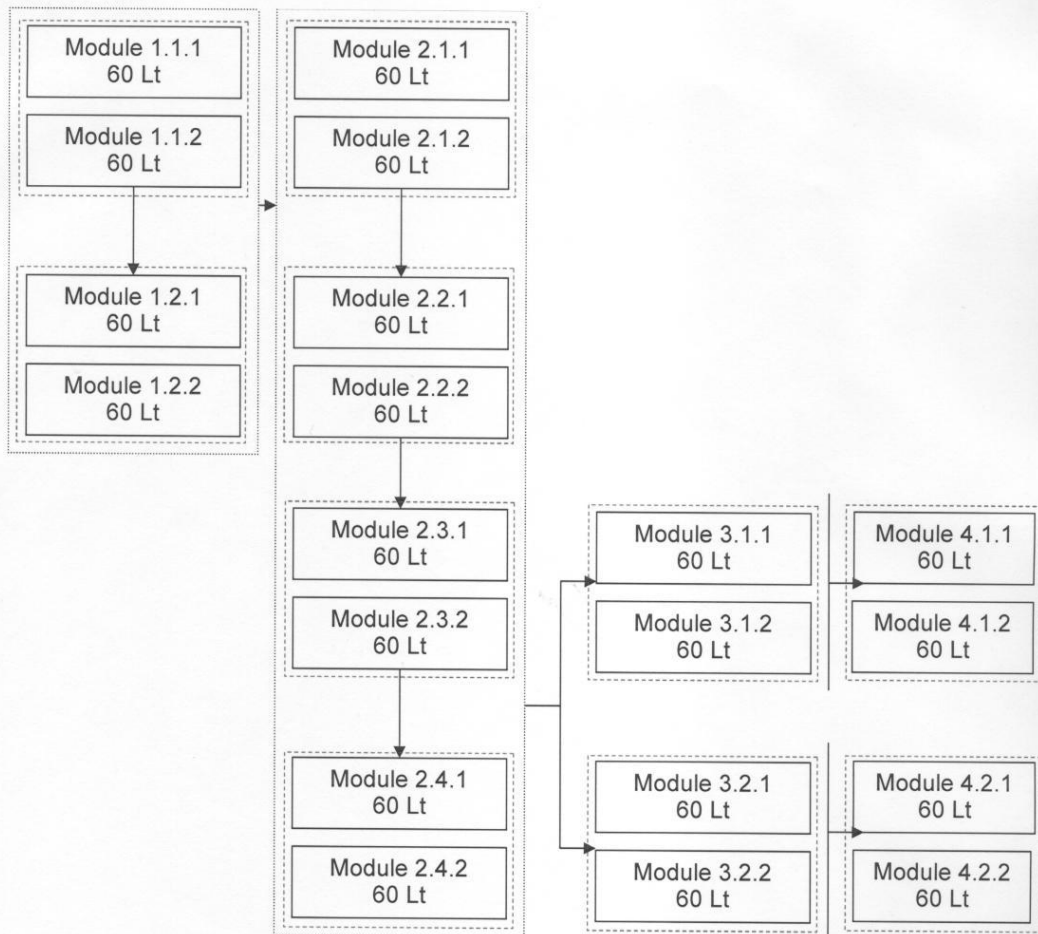 Module 1.1.1
60 Lt
Module 1.1.2
60 Lt
Module 1.2.1
60 Lt
Module 1.2.2
60 Lt
Module 2.1.1
60 Lt
Module 2.1.2
60 Lt
Module 2.2.1
60 Lt
Module 2.2.2
60 Lt
Module 2.3.1
60 Lt
Module 2.3.2
60 Lt
Module 2.4.1
60 Lt
Module 2.4.2
60 Lt
Module 3.1.1
60 Lt
Module 3.1.2
60 Lt
Module 3.2.1
60 Lt
Module 3.2.2
60 Lt
Module 4.1.1
60 Lt
Module 4.1.2
60 Lt
Module 4.2.1
60 Lt
Module 4.2.2
60 Lt